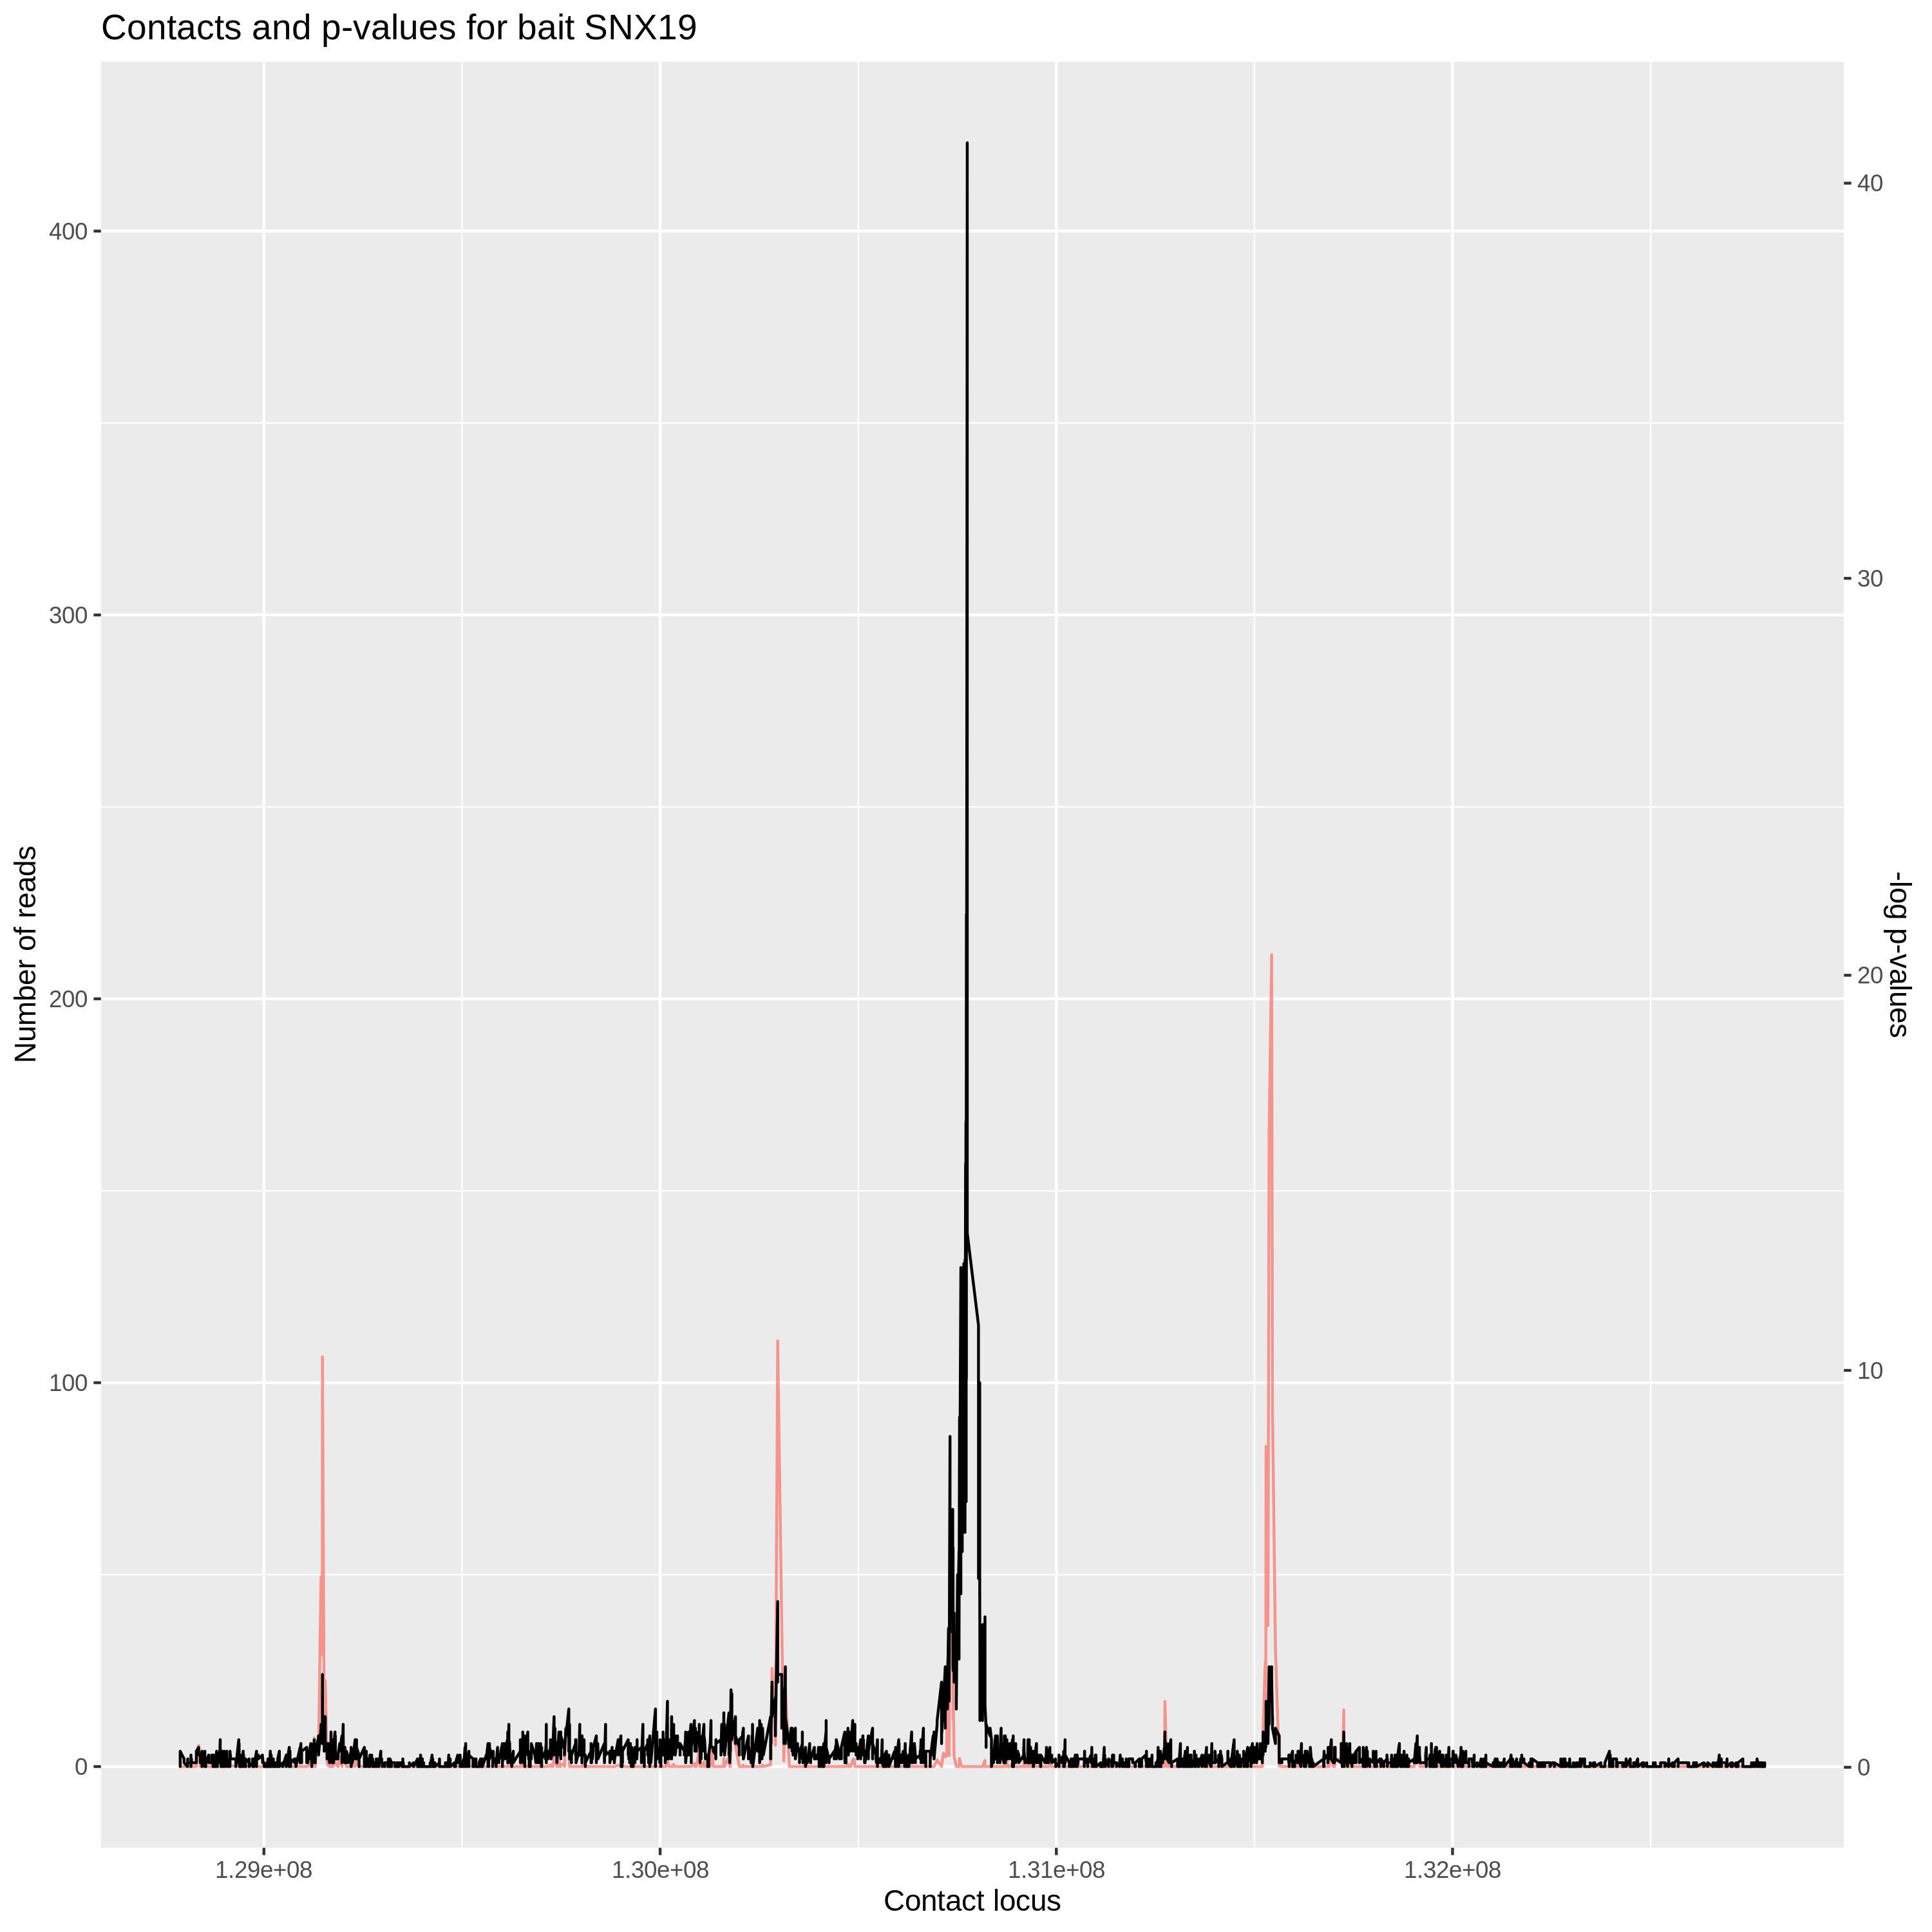 Contacts and p-values for bait SNX19
400
300
200
100
0
Number of reads
40
30
20
10
0
-log p-values
1.29e+08
1.30e+08
1.31e+08
1.32e+08
Contact locus